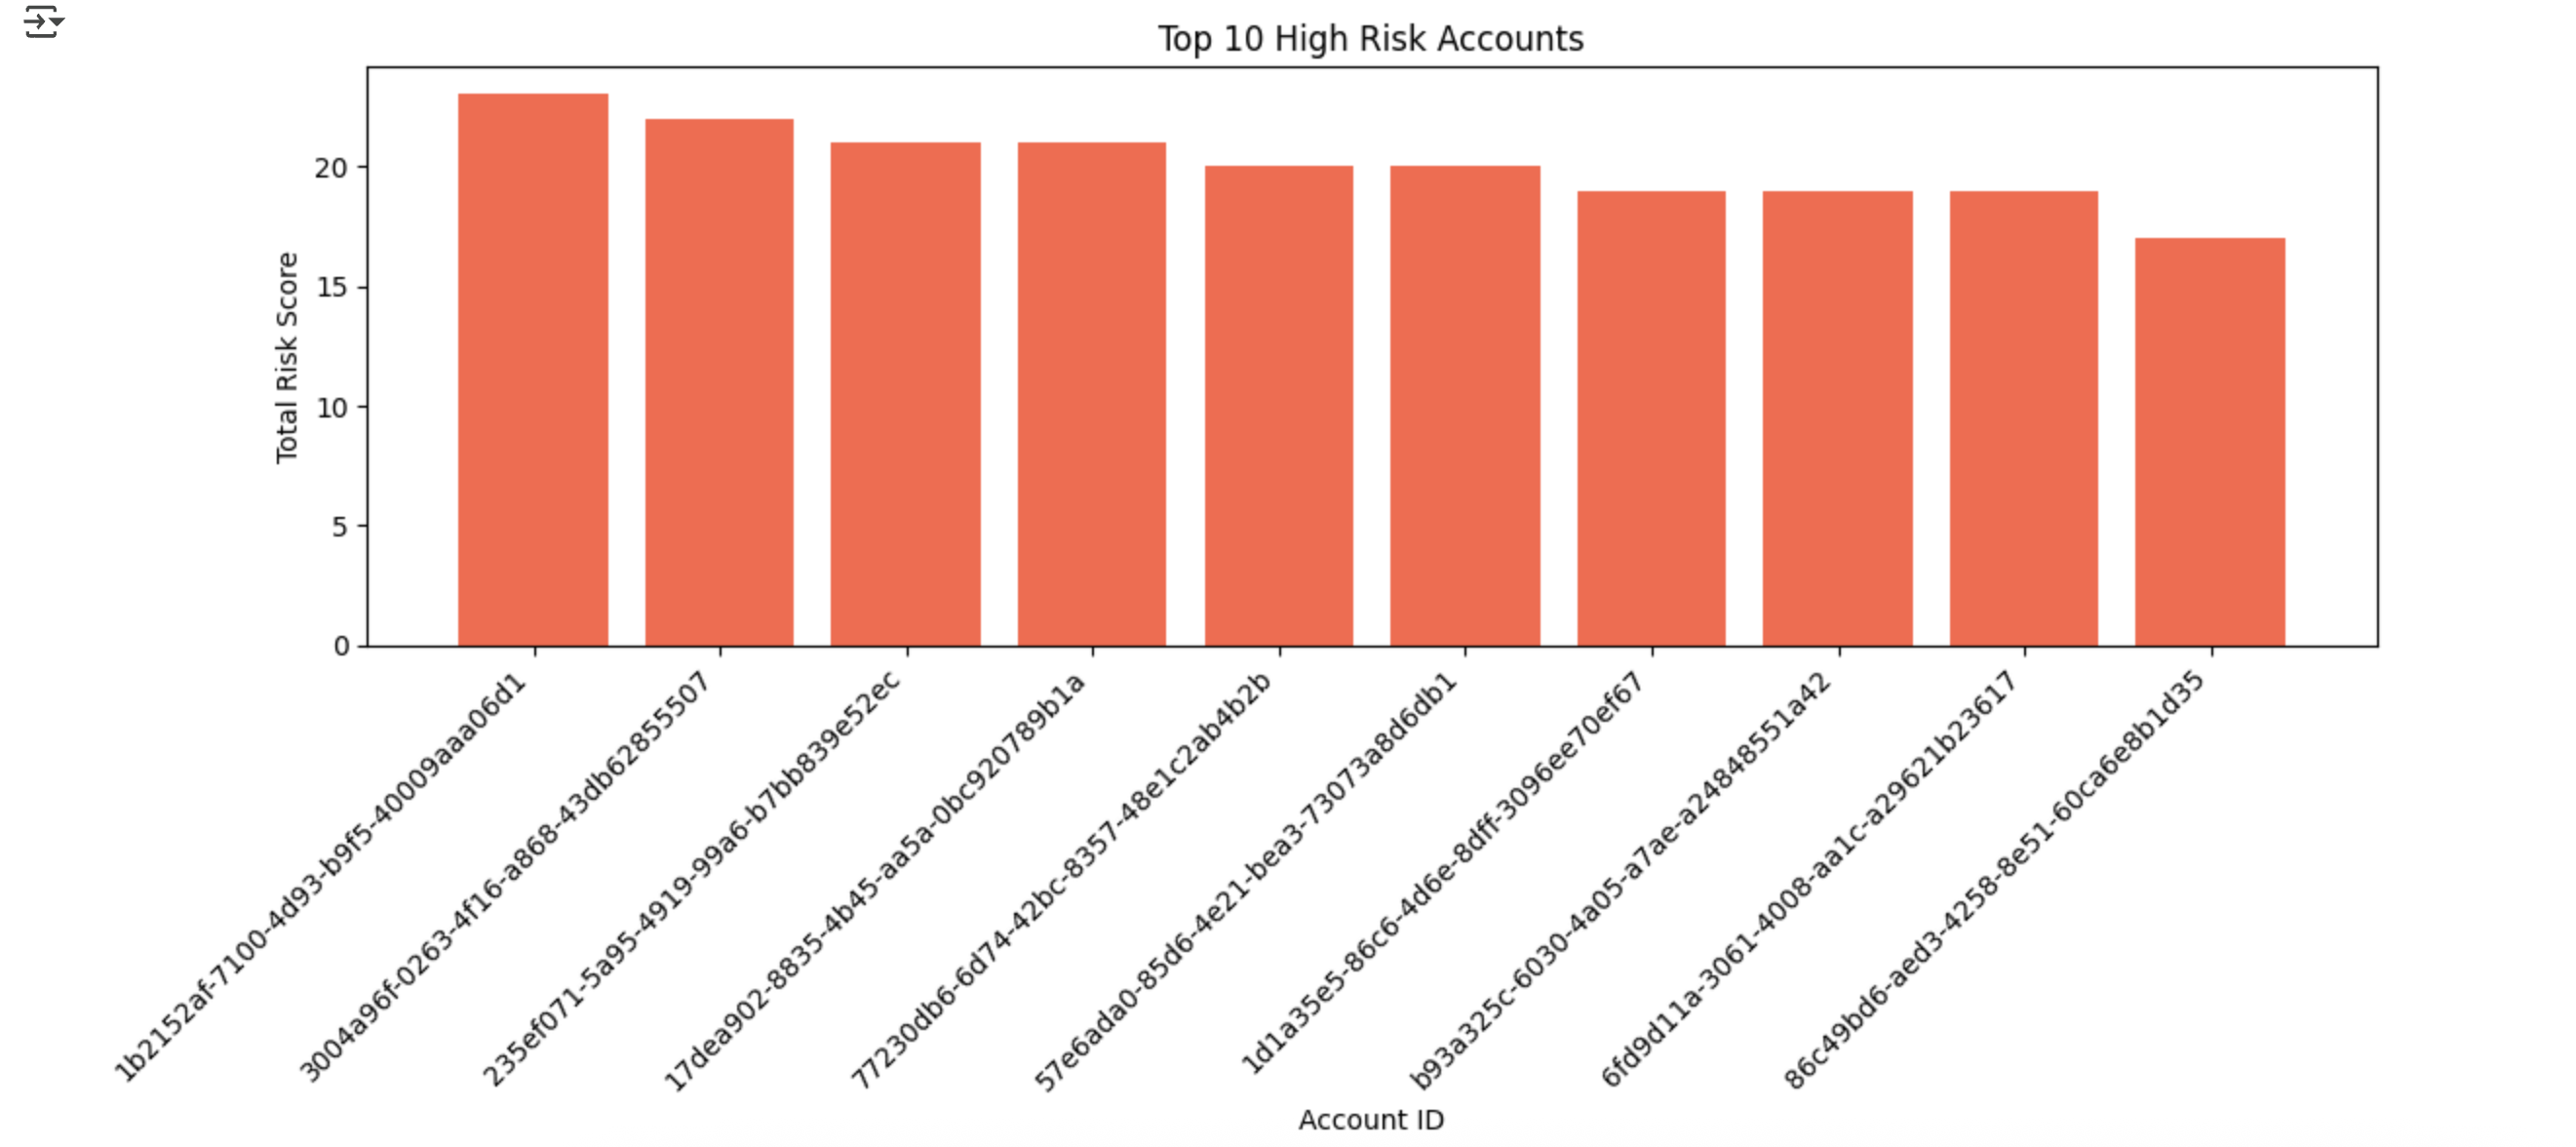 Top 10 High Risk Accounts
Total Risk Score
20
15
10
5
0
1b2152af-7100-4d93-b9f5-40009aaa06d1
3004a96f-0263-4f16-a868-43db62855507
235ef071-5a95-4919-99a6-b7bb839e52ec
17dea902-8835-4b45-aa5a-0bc920789b1a
77230db6-6d74-42bc-8357-48e1c2ab4b2b
57e6ada0-85d6-4e21-bea3-73073a8d6db1
1d1a35e5-86c6-4d6e-8dff-3096ee70ef67
b93a325c-6030-4a05-a7ae-a24848551a42
6fd9d11a-3061-4008-aa1c-a29621b23617
86c49bd6-aed3-4258-8e51-60ca6e8b1d35
Account ID